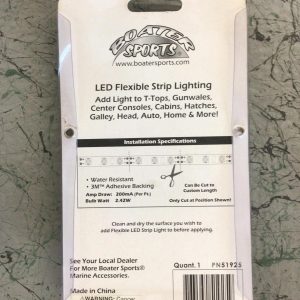 BOATER
SPORTS
www.boatersports.com
LED Flexible Strip Lighting
Add Light to T-Tops, Gunwales,
Center Consoles, Cabins, Hatches,
Galley, Head, Auto, Home & More!
Installation Specifications
• Water Resistant
• 3M™ Adhesive Backing
Amp Draw: 200mA (Per Ft.)
Bulb Watt 2.42W
Can Be Cut to
Custom Length
Only Cut at Position Shown!
Clean and dry the surface you wish to
add Flexible LED Strip Light to before applying.
See Your Local Dealer
For More Boater Sports®
Marine Accessories.
Made in China
Quant. 1 PN51925
⚠WARNING: Cancer